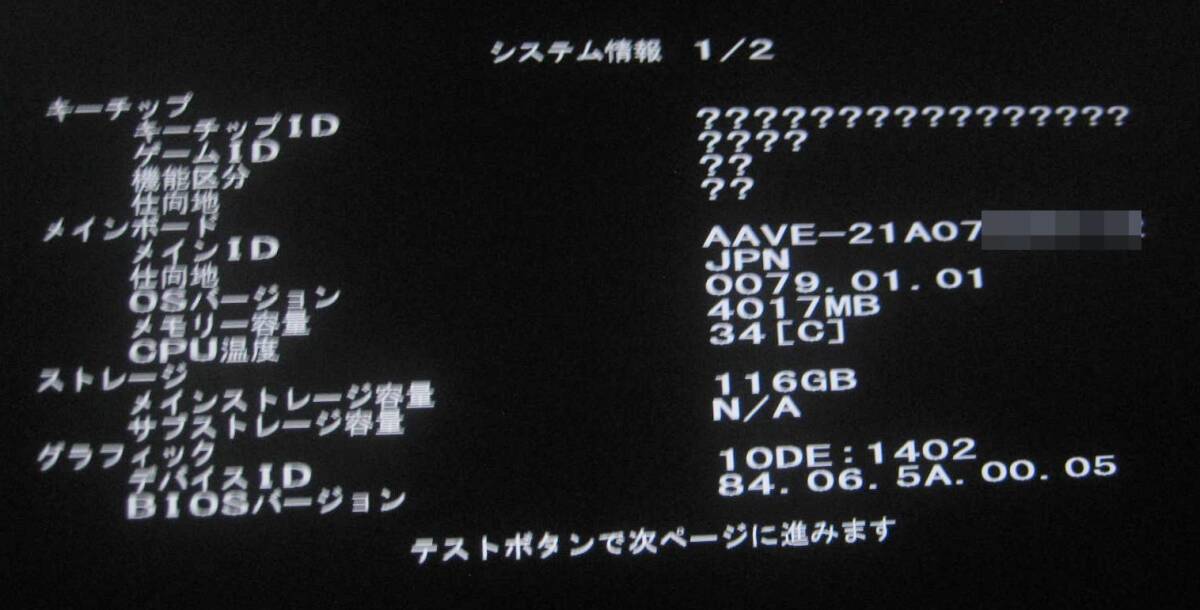 システム情報 1/2
キーチップ
キーチップID ????????????????
ゲームID ????
機能区分 ??
仕向地 ??
メインボード
メインID AAVE-21A07
仕向地 JPN
OSバージョン 0079.01.01
メモリー容量 4017MB
CPU温度 34[C]
ストレージ
メインストレージ容量 116GB
サブストレージ容量 N/A
グラフィック
デバイスID 10DE:1402
BIOSバージョン 84.06.5A.00.05
テストボタンで次ページに進みます